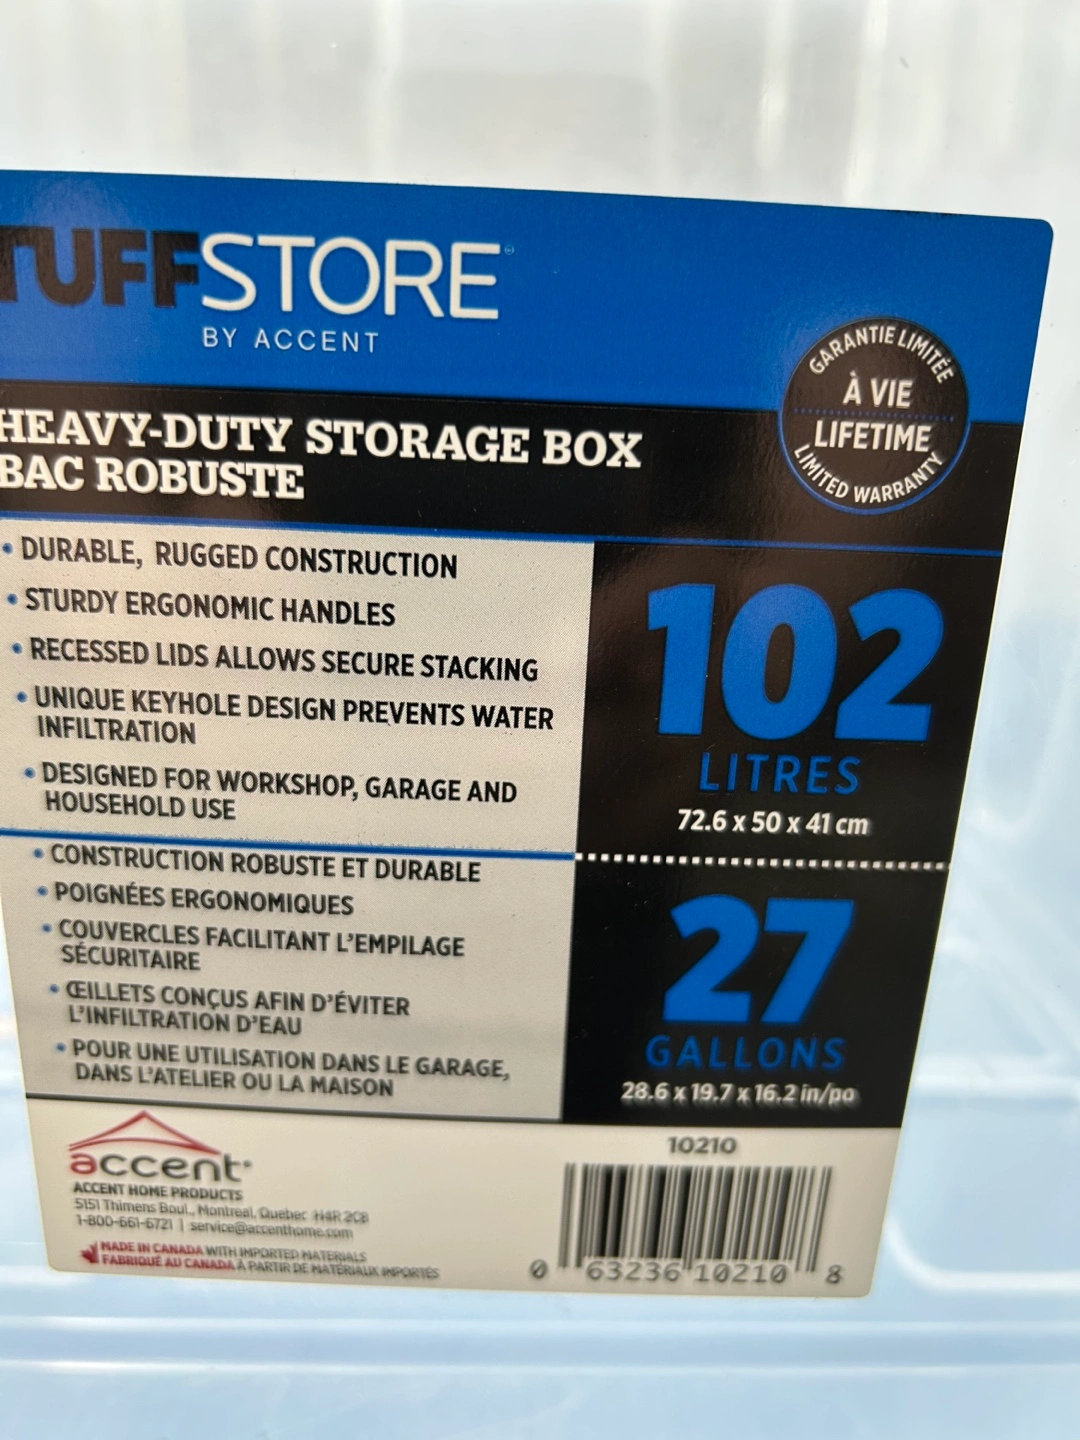 TUFFSTORE
BY ACCENT
GARANTIE LIMITÉE
À VIE
LIFETIME
LIMITED WARRANTY
HEAVY-DUTY STORAGE BOX
BAC ROBUSTE
• DURABLE, RUGGED CONSTRUCTION
• STURDY ERGONOMIC HANDLES
• RECESSED LIDS ALLOWS SECURE STACKING
• UNIQUE KEYHOLE DESIGN PREVENTS WATER
INFILTRATION
• DESIGNED FOR WORKSHOP, GARAGE AND
HOUSEHOLD USE
• CONSTRUCTION ROBUSTE ET DURABLE
• POIGNÉES ERGONOMIQUES
• COUVERCLES FACILITANT L'EMPILAGE
SÉCURITAIRE
• ŒILLETS CONÇUS AFIN D'ÉVITER
L'INFILTRATION D'EAU
• POUR UNE UTILISATION DANS LE GARAGE,
DANS L'ATELIER OU LA MAISON
102
LITRES
72.6 x 50 x 41 cm
27
GALLONS
28.6 x 19.7 x 16.2 in/po
accent
ACCENT HOME PRODUCTS
5151 Thimens Boul., Montreal, Quebec H4R 2C8
1-800-661-6721 | service@accenthome.com
MADE IN CANADA WITH IMPORTED MATERIALS
FABRIQUÉ AU CANADA À PARTIR DE MATÉRIAUX IMPORTÉS
10210
0 63236 10210 8